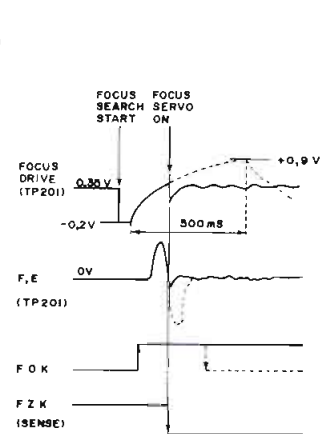 FOCUS SEARCH START
FOCUS SERVO ON
FOCUS DRIVE (TP201)
0.35V
-0,2V
+0,9 V
500mS
F,E
(TP201)
0V
FOK
FZK
(SENSE)